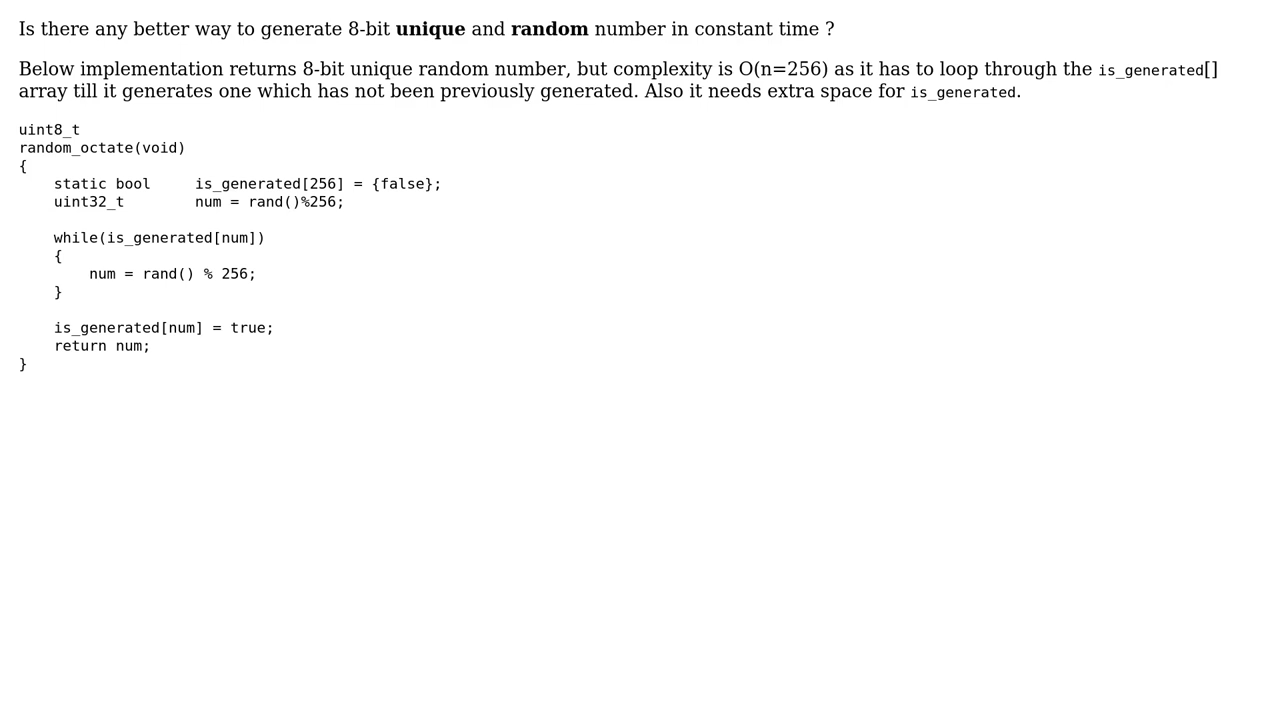 Is there any better way to generate 8-bit unique and random number in constant time ?
Below implementation returns 8-bit unique random number, but complexity is O(n=256) as it has to loop through the is_generated[]
array till it generates one which has not been previously generated. Also it needs extra space for is_generated.
uint8_t
random_octate(void)
{
    static bool     is_generated[256] = {false};
    uint32_t        num = rand()%256;

    while(is_generated[num])
    {
        num = rand() % 256;
    }

    is_generated[num] = true;
    return num;
}